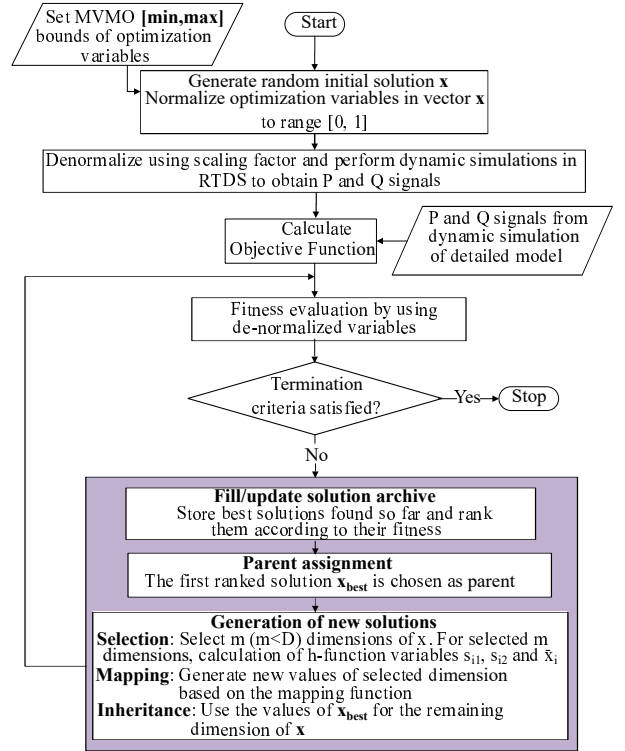 Set MVMO [min,max]
bounds of optimization
variables
Start
Generate random initial solution x
Normalize optimization variables in vector x
to range [0, 1]
Denormalize using scaling factor and perform dynamic simulations in
RTDS to obtain P and Q signals
Calculate
Objective Function
P and Q signals from
dynamic simulation
of detailed model
Fitness evaluation by using
de-normalized variables
Termination
criteria satisfied?
Yes
Stop
No
Fill/update solution archive
Store best solutions found so far and rank
them according to their fitness
Parent assignment
The first ranked solution x_best is chosen as parent
Generation of new solutions
Selection: Select m (m<D) dimensions of x. For selected m
dimensions, calculation of h-function variables s_i1, s_i2 and x̄_i
Mapping: Generate new values of selected dimension
based on the mapping function
Inheritance: Use the values of x_best for the remaining
dimension of x